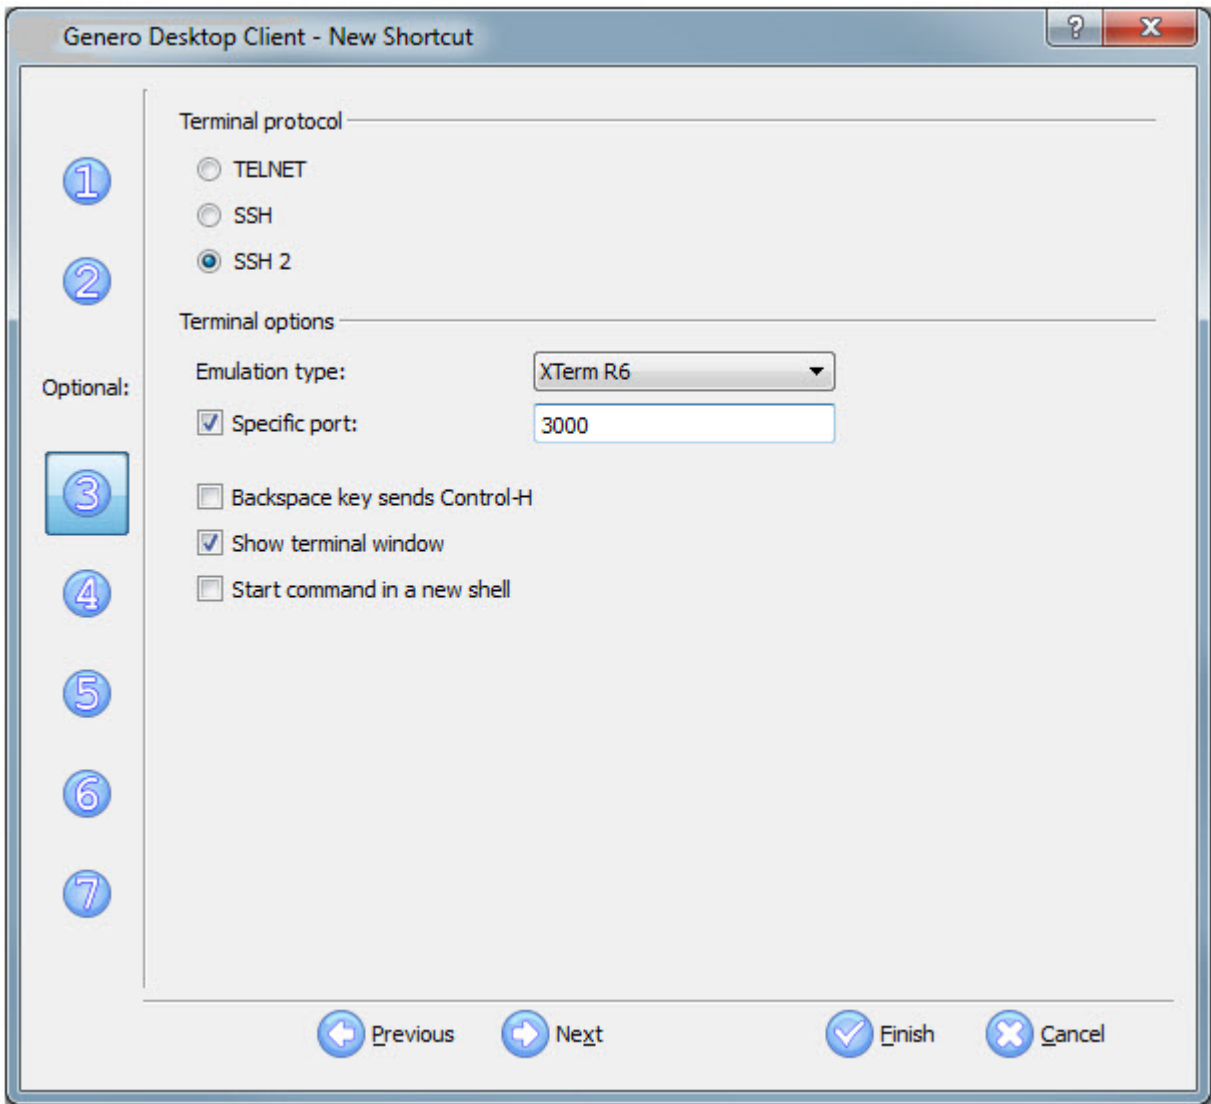 Genero Desktop Client - New Shortcut
?
Terminal protocol
1
TELNET
SSH
2
SSH 2
Terminal options
Emulation type: XTerm R6
Optional:
Specific port: 3000
3
Backspace key sends Control-H
Show terminal window
4
Start command in a new shell
5
6
7
Previous Next Finish Cancel